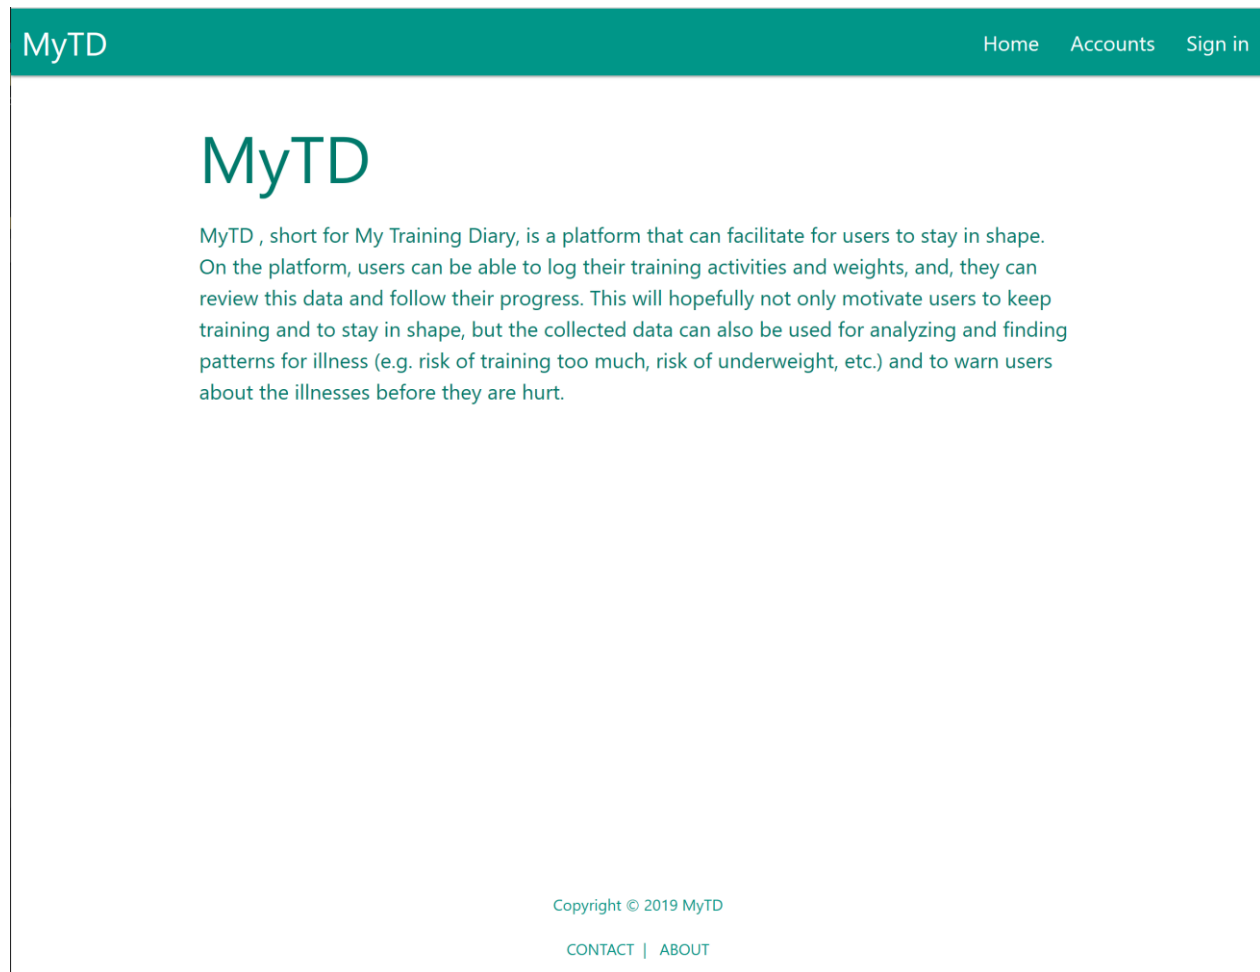 MyTD Home Accounts Sign in
MyTD
MyTD , short for My Training Diary, is a platform that can facilitate for users to stay in shape.
On the platform, users can be able to log their training activities and weights, and, they can
review this data and follow their progress. This will hopefully not only motivate users to keep
training and to stay in shape, but the collected data can also be used for analyzing and finding
patterns for illness (e.g. risk of training too much, risk of underweight, etc.) and to warn users
about the illnesses before they are hurt.
Copyright © 2019 MyTD
CONTACT | ABOUT